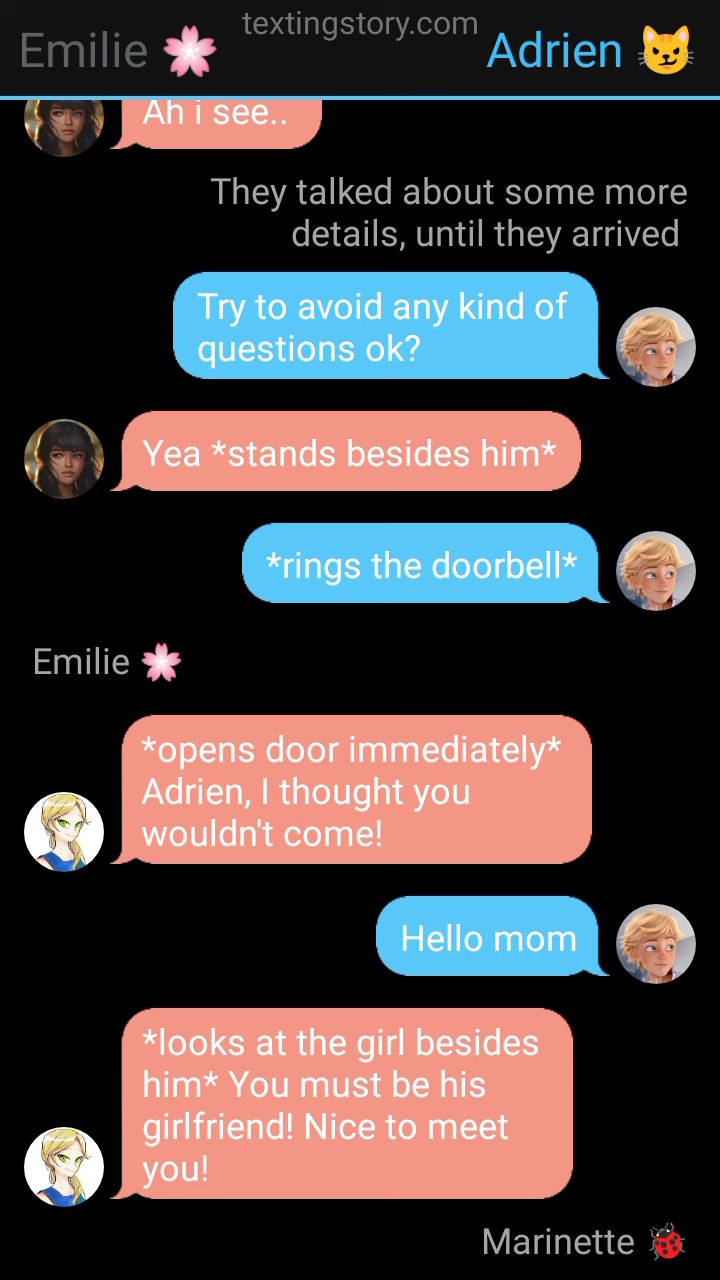 textingstory.com
Emilie 🌸 Adrien 😼
Ah i see..
They talked about some more
details, until they arrived
Try to avoid any kind of
questions ok?
Yea *stands besides him*
*rings the doorbell*
Emilie 🌸
*opens door immediately*
Adrien, I thought you
wouldn't come!
Hello mom
*looks at the girl besides
him* You must be his
girlfriend! Nice to meet
you!
Marinette 🐞